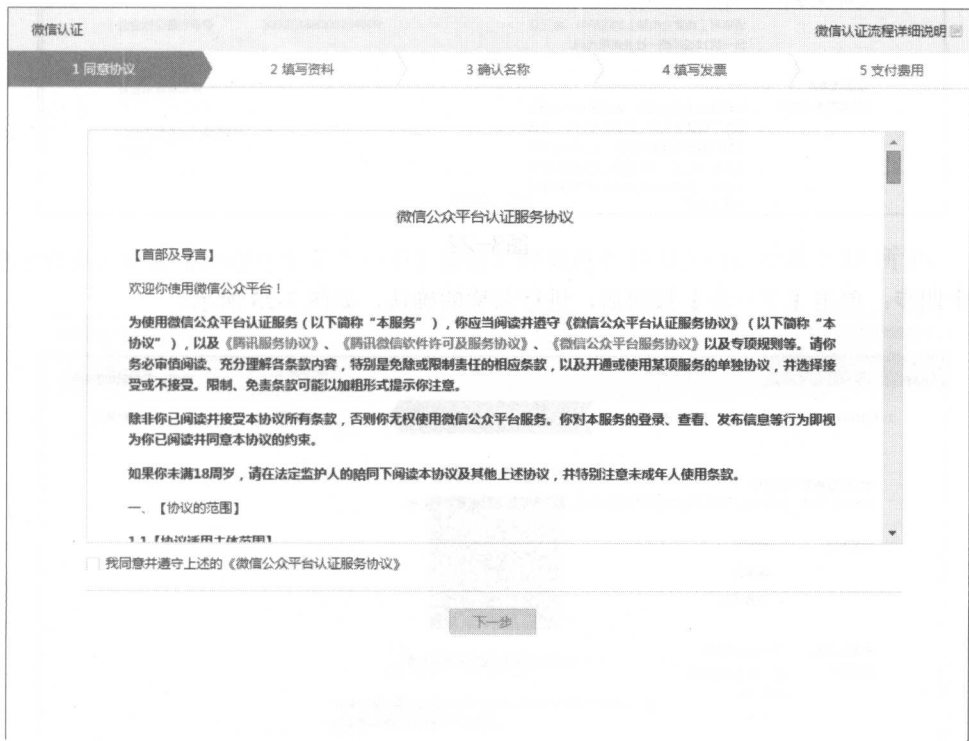 微信认证
微信认证流程详细说明
1 同意协议
2 填写资料
3 确认名称
4 填写发票
5 支付费用
微信公众平台认证服务协议
【首部及导言】
欢迎你使用微信公众平台！
为使用微信公众平台认证服务（以下简称“本服务”），你应当阅读并遵守《微信公众平台认证服务协议》（以下简称“本
协议”），以及《腾讯服务协议》、《腾讯微信软件许可及服务协议》、《微信公众平台服务协议》以及专项规则等。请你
务必审慎阅读、充分理解各条款内容，特别是免除或限制责任的相应条款，以及开通或使用某项服务的单独协议，并选择接
受或不接受。限制、免责条款可能以加粗形式提示你注意。
除非你已阅读并接受本协议所有条款，否则你无权使用微信公众平台服务。你对本服务的登录、查看、发布信息等行为即视
为你已阅读并同意本协议的约束。
如果你未满18周岁，请在法定监护人的陪同下阅读本协议及其他上述协议，并特别注意未成年人使用条款。
一、【协议的范围】
1.1【协议适用主体范围】
我同意并遵守上述的《微信公众平台认证服务协议》
下一步